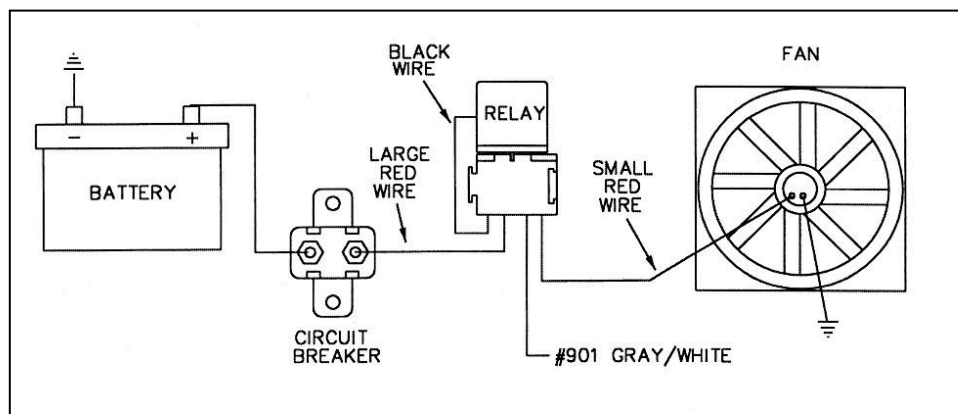 BLACK
WIRE
FAN
RELAY
- +
BATTERY
LARGE
RED
WIRE
SMALL
RED
WIRE
CIRCUIT
BREAKER
#901 GRAY/WHITE